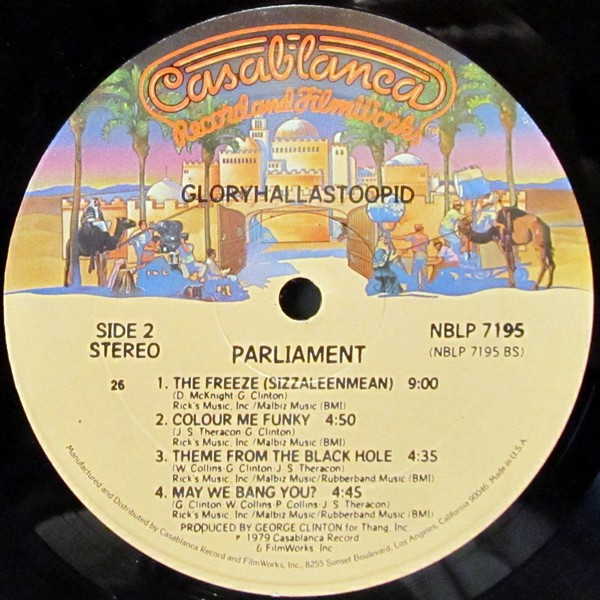 Casablanca
Record and FilmWorks
GLORYHALLASTOOPID
SIDE 2
STEREO
PARLIAMENT
NBLP 7195
(NBLP 7195 BS)
26
1. THE FREEZE (SIZZALEENMEAN) 9:00
(D. McKnight-G. Clinton)
Rick's Music, Inc./Malbiz Music (BMI)
2. COLOUR ME FUNKY 4:50
(J. S. Theracon-G. Clinton)
Rick's Music, Inc./Malbiz Music (BMI)
3. THEME FROM THE BLACK HOLE 4:35
(W. Collins-G. Clinton-J. S. Theracon)
Rick's Music, Inc./Malbiz Music/Rubberband Music (BMI)
4. MAY WE BANG YOU? 4:45
(G. Clinton-W. Collins-P. Collins-J. S. Theracon)
Rick's Music, Inc./Malbiz Music/Rubberband Music (BMI)
PRODUCED BY GEORGE CLINTON for Thang, Inc.
℗ 1979 Casablanca Record
& FilmWorks, Inc.
Manufactured and Distributed by Casablanca Record and FilmWorks, Inc., 8255 Sunset Boulevard, Los Angeles, California 90046. Made in U.S.A.